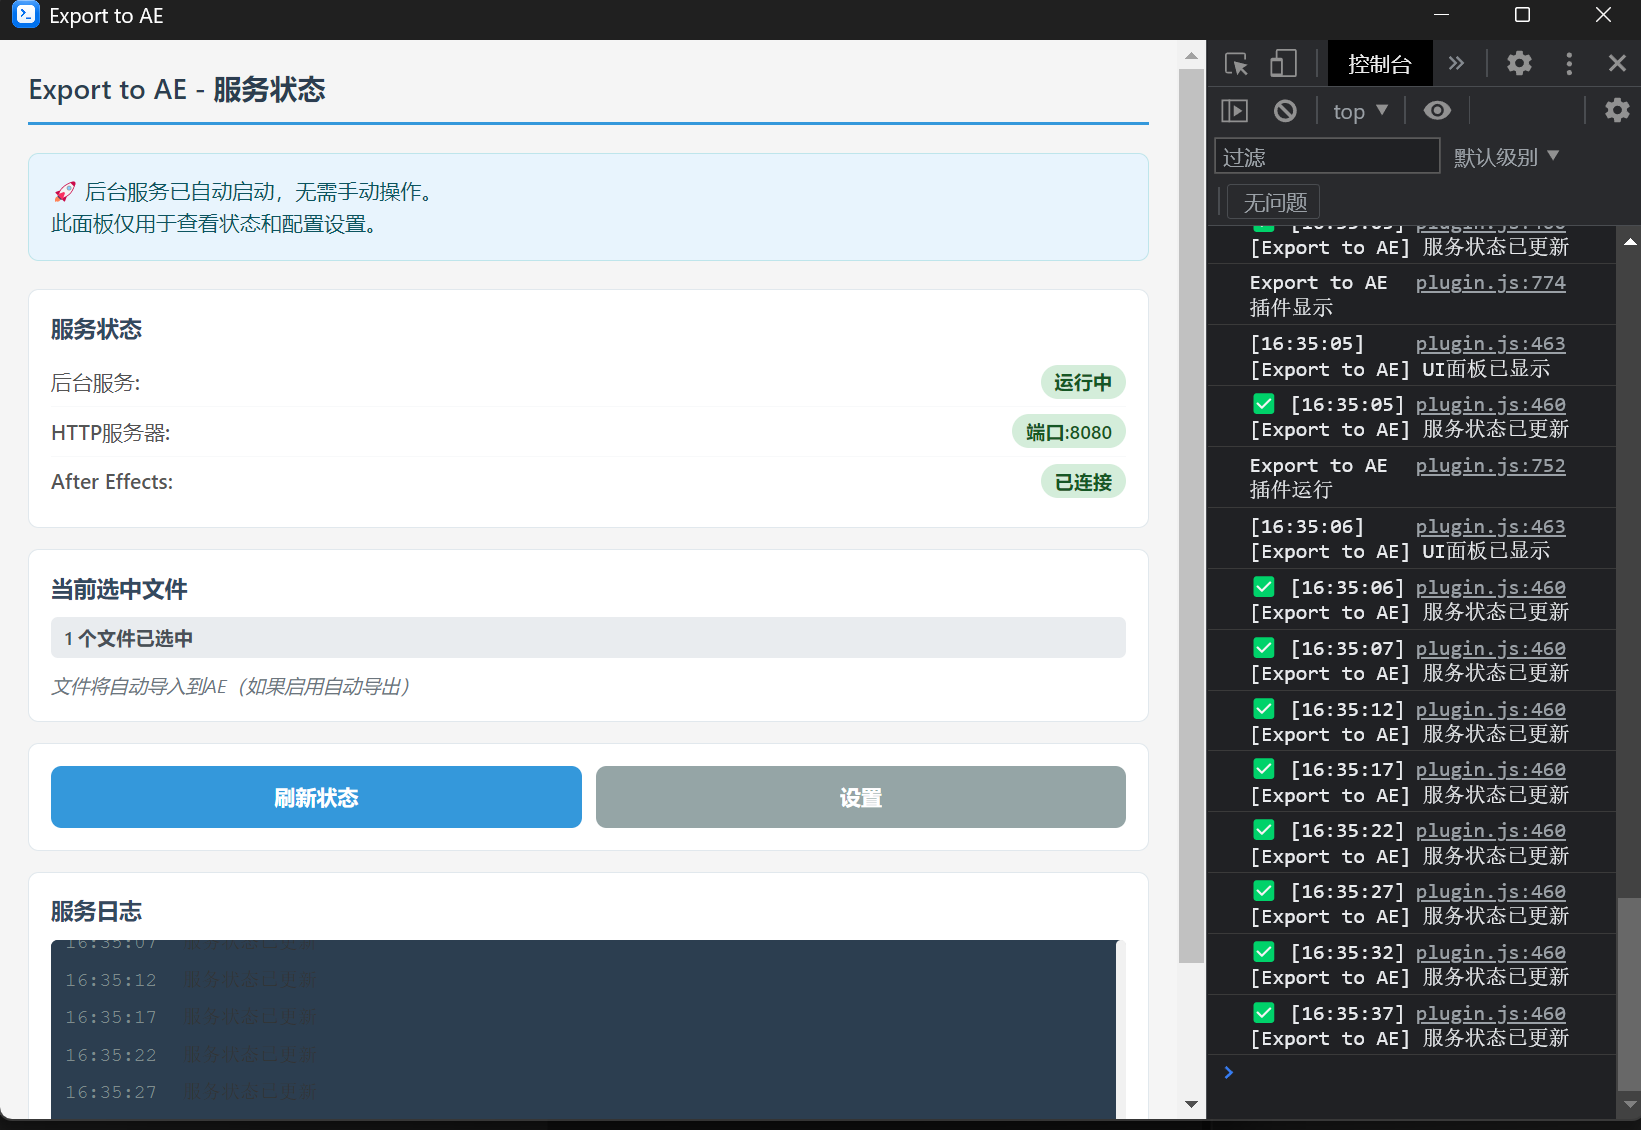 Export to AE
Export to AE - 服务状态
🚀 后台服务已自动启动，无需手动操作。
此面板仅用于查看状态和配置设置。
服务状态
后台服务: 运行中
HTTP服务器: 端口:8080
After Effects: 已连接
当前选中文件
1 个文件已选中
文件将自动导入到AE（如果启用自动导出）
刷新状态 设置
服务日志
16:35:07 服务状态已更新
16:35:12 服务状态已更新
16:35:17 服务状态已更新
16:35:22 服务状态已更新
16:35:27 服务状态已更新
控制台
top
过滤 默认级别
无问题
✅ [16:35:05] plugin.js:460
[Export to AE] 服务状态已更新
Export to AE plugin.js:774
插件显示
[16:35:05] plugin.js:463
[Export to AE] UI面板已显示
✅ [16:35:05] plugin.js:460
[Export to AE] 服务状态已更新
Export to AE plugin.js:752
插件运行
[16:35:06] plugin.js:463
[Export to AE] UI面板已显示
✅ [16:35:06] plugin.js:460
[Export to AE] 服务状态已更新
✅ [16:35:07] plugin.js:460
[Export to AE] 服务状态已更新
✅ [16:35:12] plugin.js:460
[Export to AE] 服务状态已更新
✅ [16:35:17] plugin.js:460
[Export to AE] 服务状态已更新
✅ [16:35:22] plugin.js:460
[Export to AE] 服务状态已更新
✅ [16:35:27] plugin.js:460
[Export to AE] 服务状态已更新
✅ [16:35:32] plugin.js:460
[Export to AE] 服务状态已更新
✅ [16:35:37] plugin.js:460
[Export to AE] 服务状态已更新